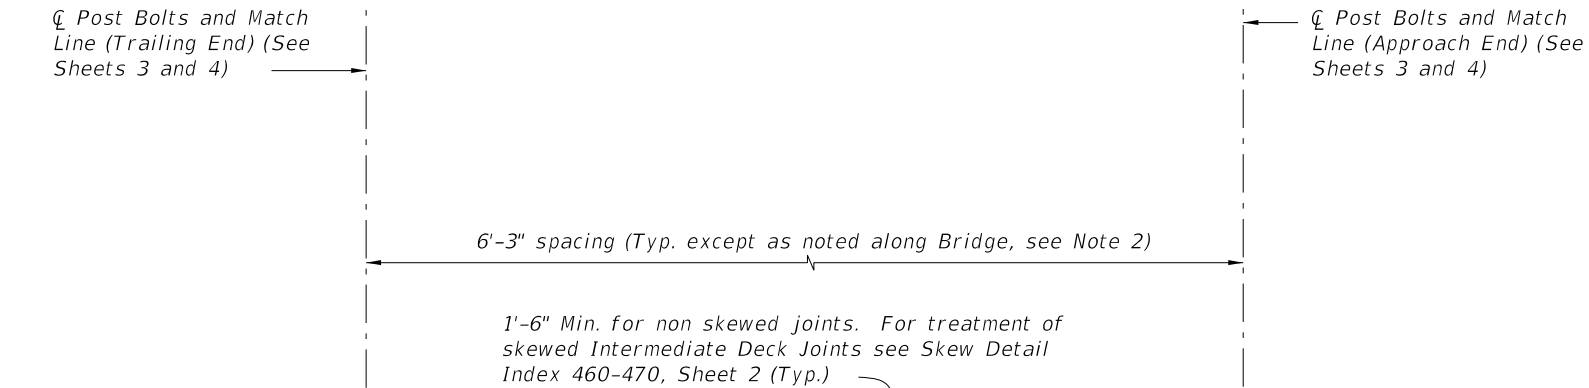 ℄ Post Bolts and Match
Line (Trailing End) (See
Sheets 3 and 4)
℄ Post Bolts and Match
Line (Approach End) (See
Sheets 3 and 4)
6'-3" spacing (Typ. except as noted along Bridge, see Note 2)
1'-6" Min. for non skewed joints. For treatment of
skewed Intermediate Deck Joints see Skew Detail
Index 460-470, Sheet 2 (Typ.)